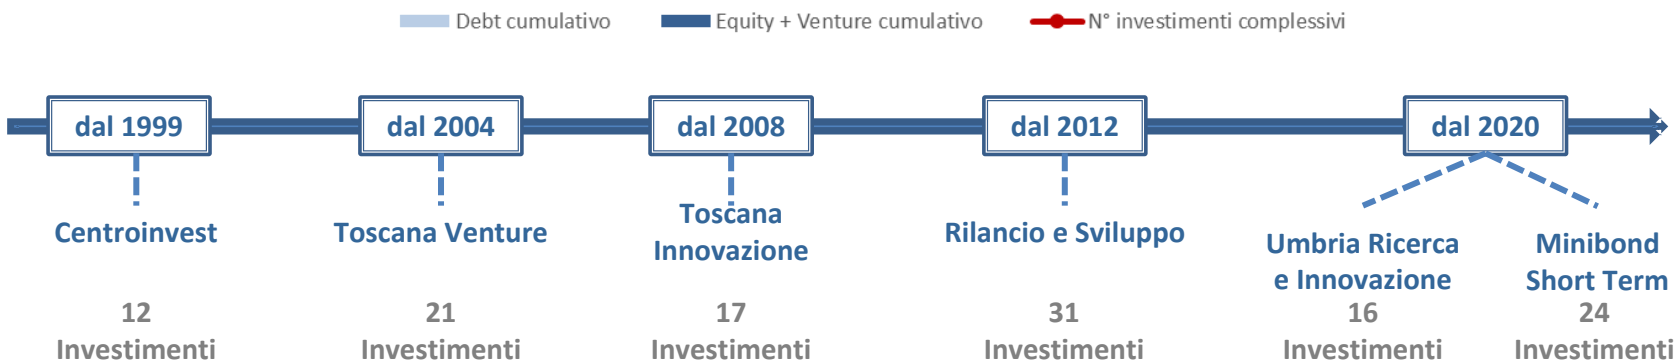 Debt cumulativo
Equity + Venture cumulativo
N° investimenti complessivi
dal 1999
dal 2004
dal 2008
dal 2012
dal 2020
Centroinvest
Toscana Venture
Toscana
Innovazione
Rilancio e Sviluppo
Umbria Ricerca
e Innovazione
Minibond
Short Term
12
Investimenti
21
Investimenti
17
Investimenti
31
Investimenti
16
Investimenti
24
Investimenti